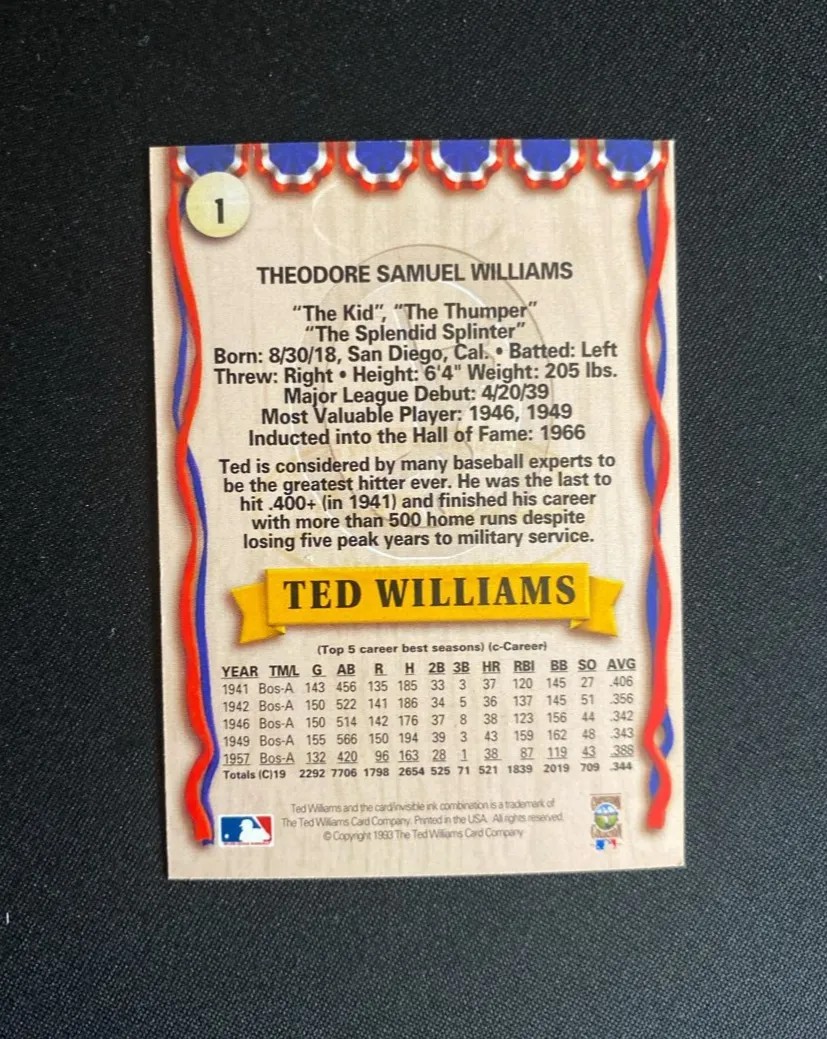 1
THEODORE SAMUEL WILLIAMS
"The Kid", "The Thumper"
"The Splendid Splinter"
Born: 8/30/18, San Diego, Cal. • Batted: Left
Threw: Right • Height: 6'4" Weight: 205 lbs.
Major League Debut: 4/20/39
Most Valuable Player: 1946, 1949
Inducted into the Hall of Fame: 1966
Ted is considered by many baseball experts to
be the greatest hitter ever. He was the last to
hit .400+ (in 1941) and finished his career
with more than 500 home runs despite
losing five peak years to military service.
TED WILLIAMS
(Top 5 career best seasons) (c-Career)
YEAR TM/L G AB R H 2B 3B HR RBI BB SO AVG
1941 Bos-A 143 456 135 185 33 3 37 120 145 27 .406
1942 Bos-A 150 522 141 186 34 5 36 137 145 51 .356
1946 Bos-A 150 514 142 176 37 8 38 123 156 44 .342
1949 Bos-A 155 566 150 194 39 3 43 159 162 48 .343
1957 Bos-A 132 420 96 163 28 1 38 87 119 43 .388
Totals (C)19 2292 7706 1798 2654 525 71 521 1839 2019 709 .344
Ted Williams and the card/invisible ink combination is a trademark of
The Ted Williams Card Company. Printed in the USA. All rights reserved.
© Copyright 1993 The Ted Williams Card Company